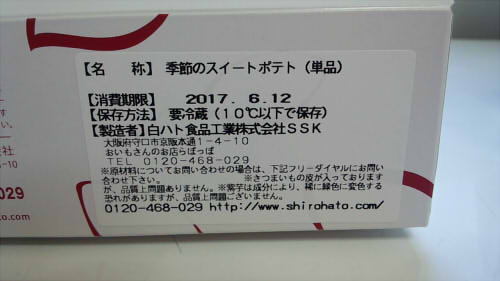 【名　　称】 季節のスイートポテト（単品）
【消費期限】 2017. 6.12
【保存方法】 要冷蔵（10℃以下で保存）
【製造者】白ハト食品工業株式会社SSK
大阪府守口市京阪本通1-4-10
おいもさんのお店らぽっぽ
TEL 0120-468-029
※原材料についてお問い合わせの場合は、下記フリーダイヤルにお問い
合わせ下さい。　　※さつまいもの皮が入っております
が、品質上問題ありません。※紫芋は成分により、稀に緑色に変色する
恐れがありますが、品質上問題ございません。
0120-468-029 http://www.shirohato.com/
会社
-10
029
to.com/